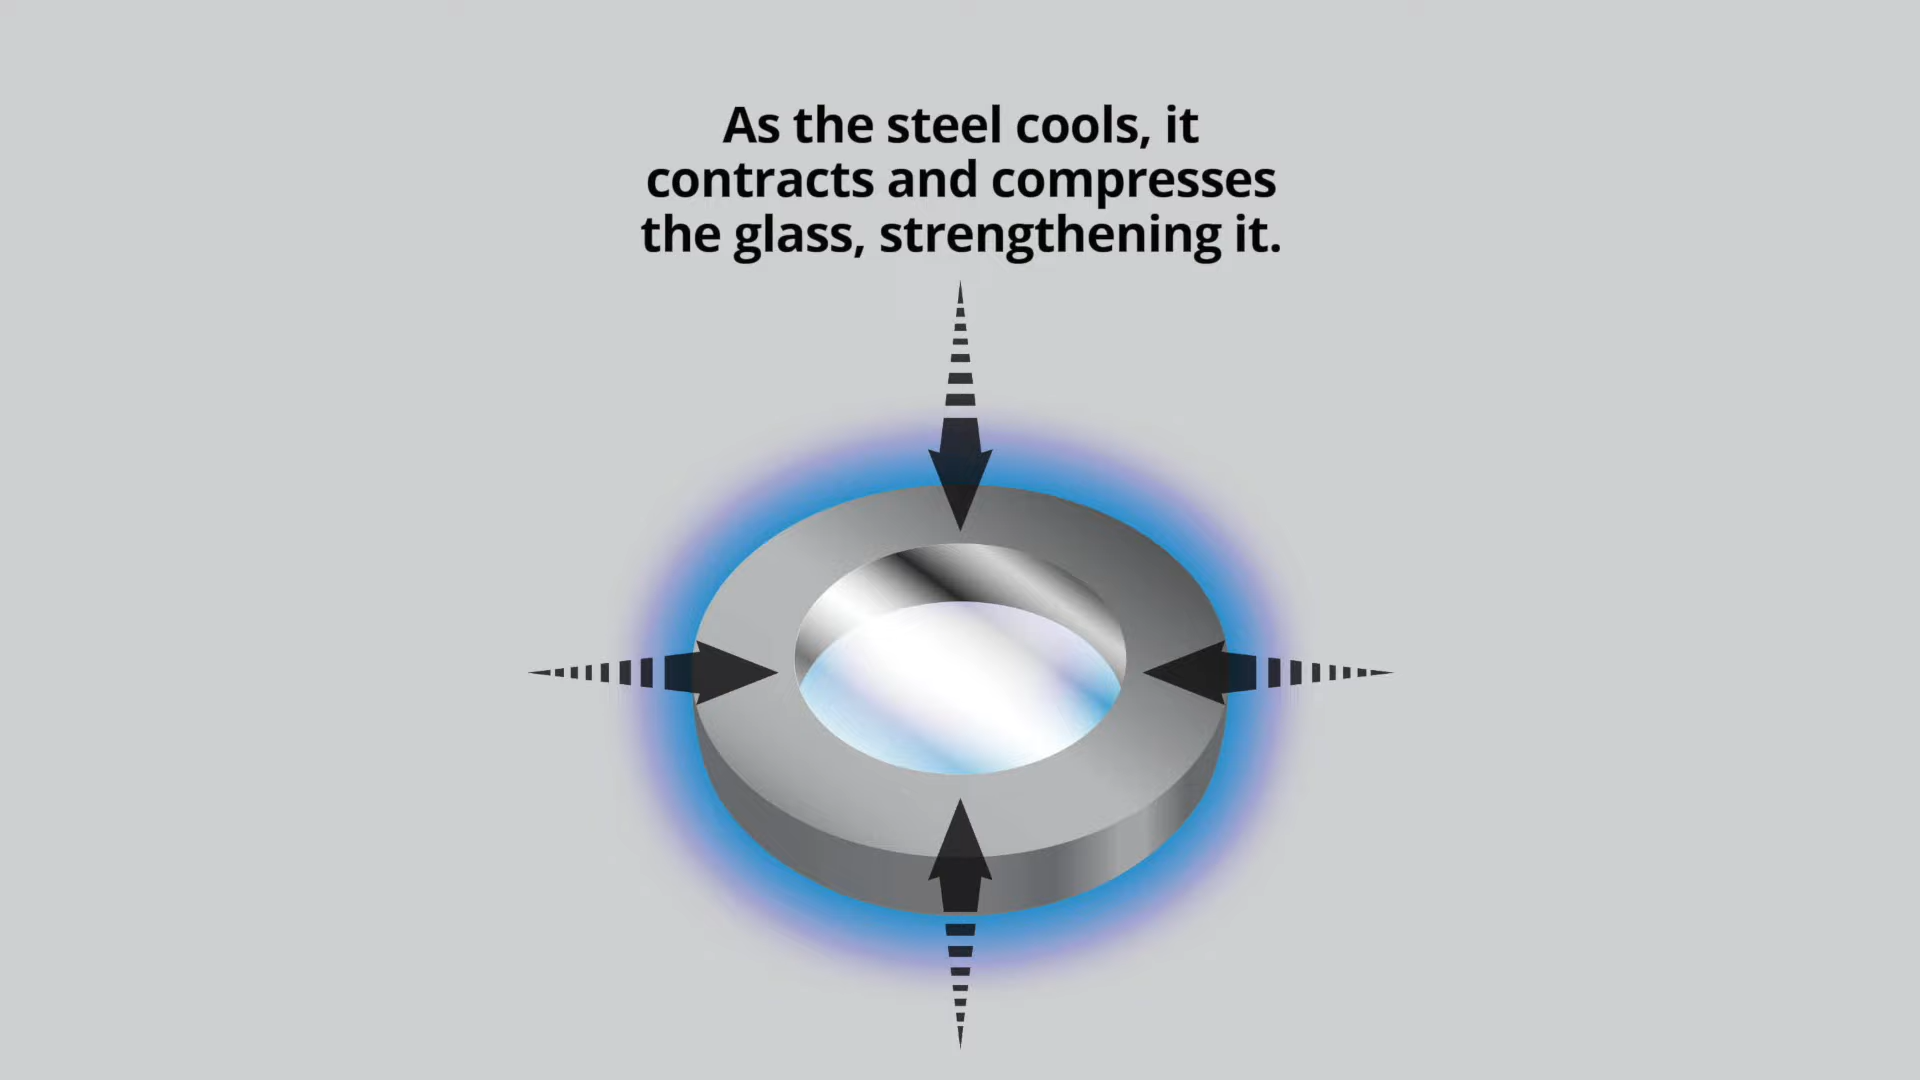 As the steel cools, it
contracts and compresses
the glass, strengthening it.